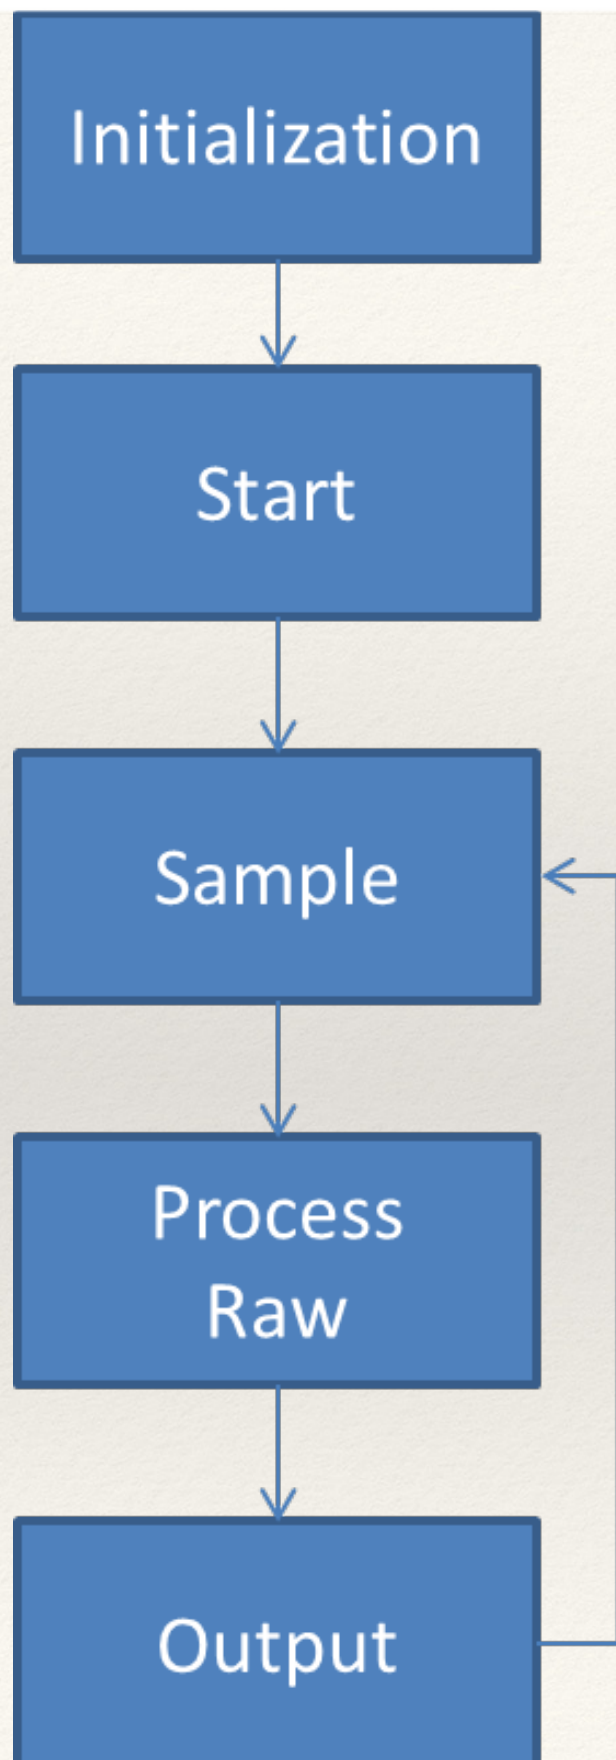 Initialization
Start
Sample
Process
Raw
Output